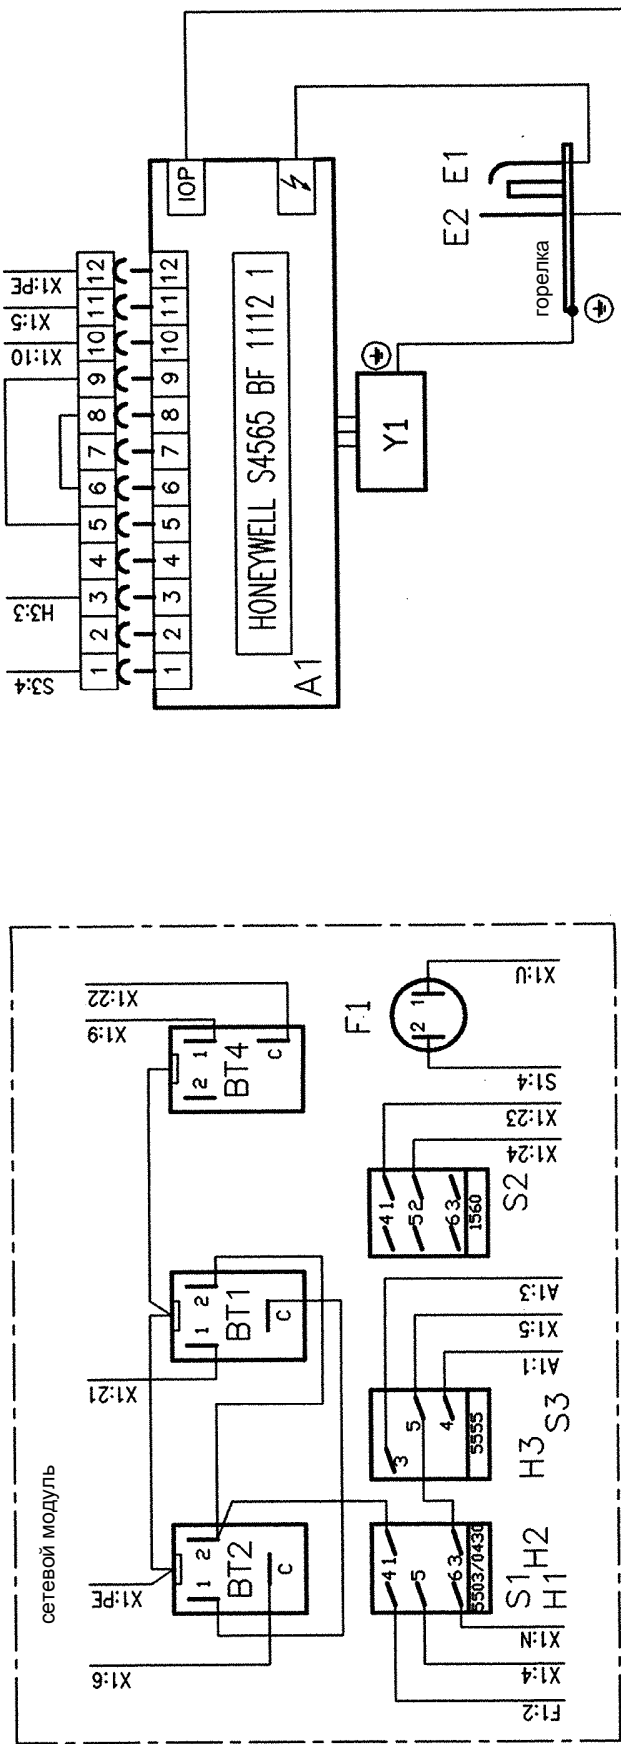 X1:PE
X1:5
X1:10
H3:3
S3:4
12
11
10
9
8
7
6
5
4
3
2
1
12
11
10
9
8
7
6
5
4
3
2
1
IOP
HONEYWELL S4565 BF 1112 1
A1
Y1
E1
E2
горелка
сетевой модуль
X1:22
X1:9
X1:21
X1:PE
X1:6
1
2
C
BT4
1
2
C
BT1
1
2
C
BT2
F1
1
2
X1:U
S1:4
X1:23
X1:24
41
52
63
1560
S2
A1:3
X1:5
A1:1
3
5
4
5555
H3
S3
41
5
63
5503/0430
S1
H2
H1
X1:N
X1:4
F1:2